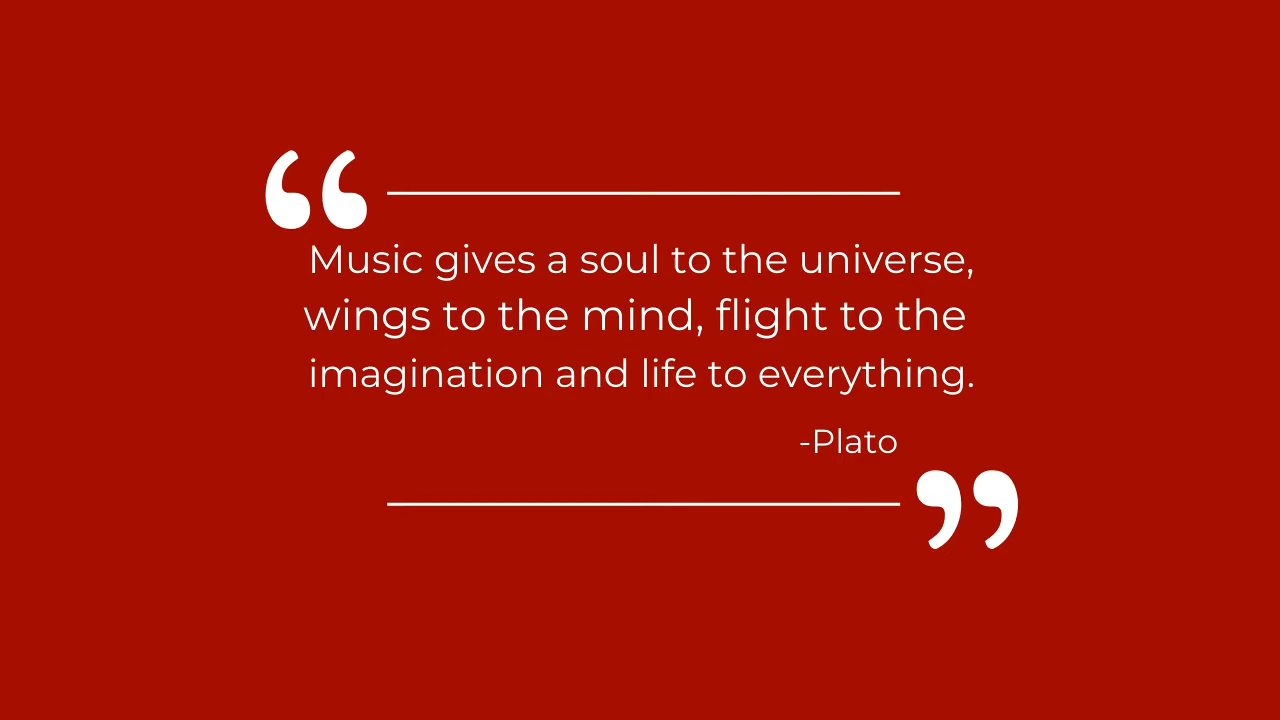 “
Music gives a soul to the universe,
wings to the mind, flight to the
imagination and life to everything.
-Plato
”